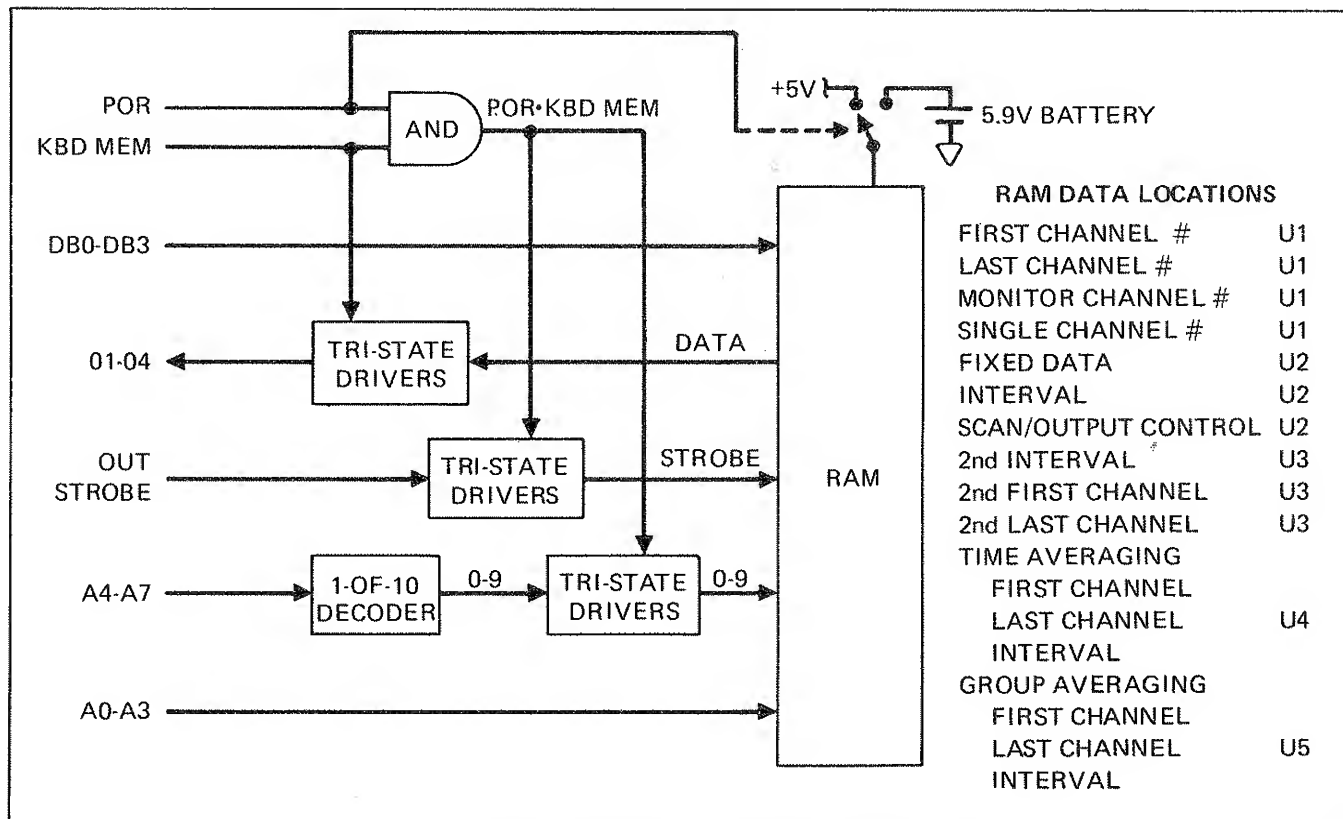 POR
KBD MEM
AND
POR•KBD MEM
+5V
5.9V BATTERY
DB0-DB3
01-04
TRI-STATE
DRIVERS
DATA
OUT
STROBE
TRI-STATE
DRIVERS
STROBE
A4-A7
1-OF-10
DECODER
0-9
TRI-STATE
DRIVERS
0-9
A0-A3
RAM
RAM DATA LOCATIONS
FIRST CHANNEL # U1
LAST CHANNEL # U1
MONITOR CHANNEL # U1
SINGLE CHANNEL # U1
FIXED DATA U2
INTERVAL U2
SCAN/OUTPUT CONTROL U2
2nd INTERVAL U3
2nd FIRST CHANNEL U3
2nd LAST CHANNEL U3
TIME AVERAGING
FIRST CHANNEL
LAST CHANNEL U4
INTERVAL
GROUP AVERAGING
FIRST CHANNEL
LAST CHANNEL U5
INTERVAL